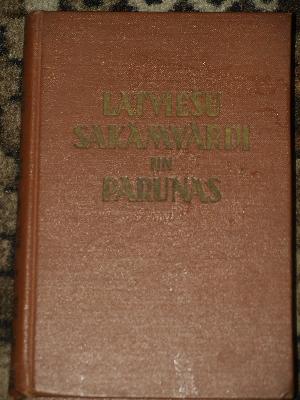 LATVIEŠU
SAKĀMVĀRDI
UN
PARUNAS